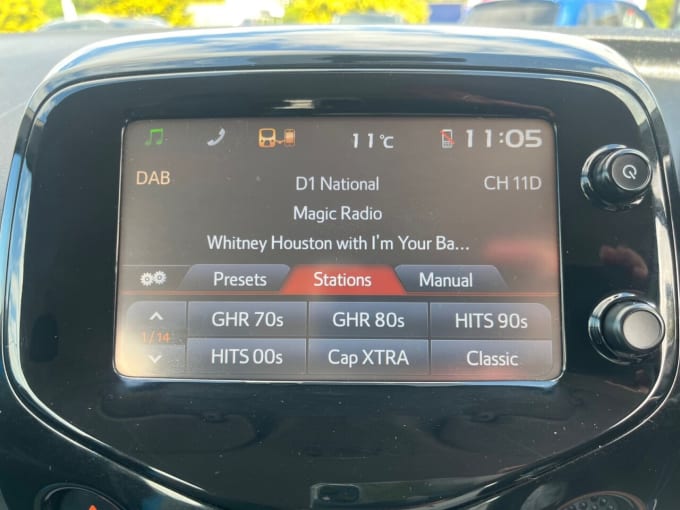 11°C 11:05
DAB D1 National CH 11D
Magic Radio
Whitney Houston with I'm Your Ba...
Presets Stations Manual
GHR 70s GHR 80s HITS 90s
1/14
HITS 00s Cap XTRA Classic